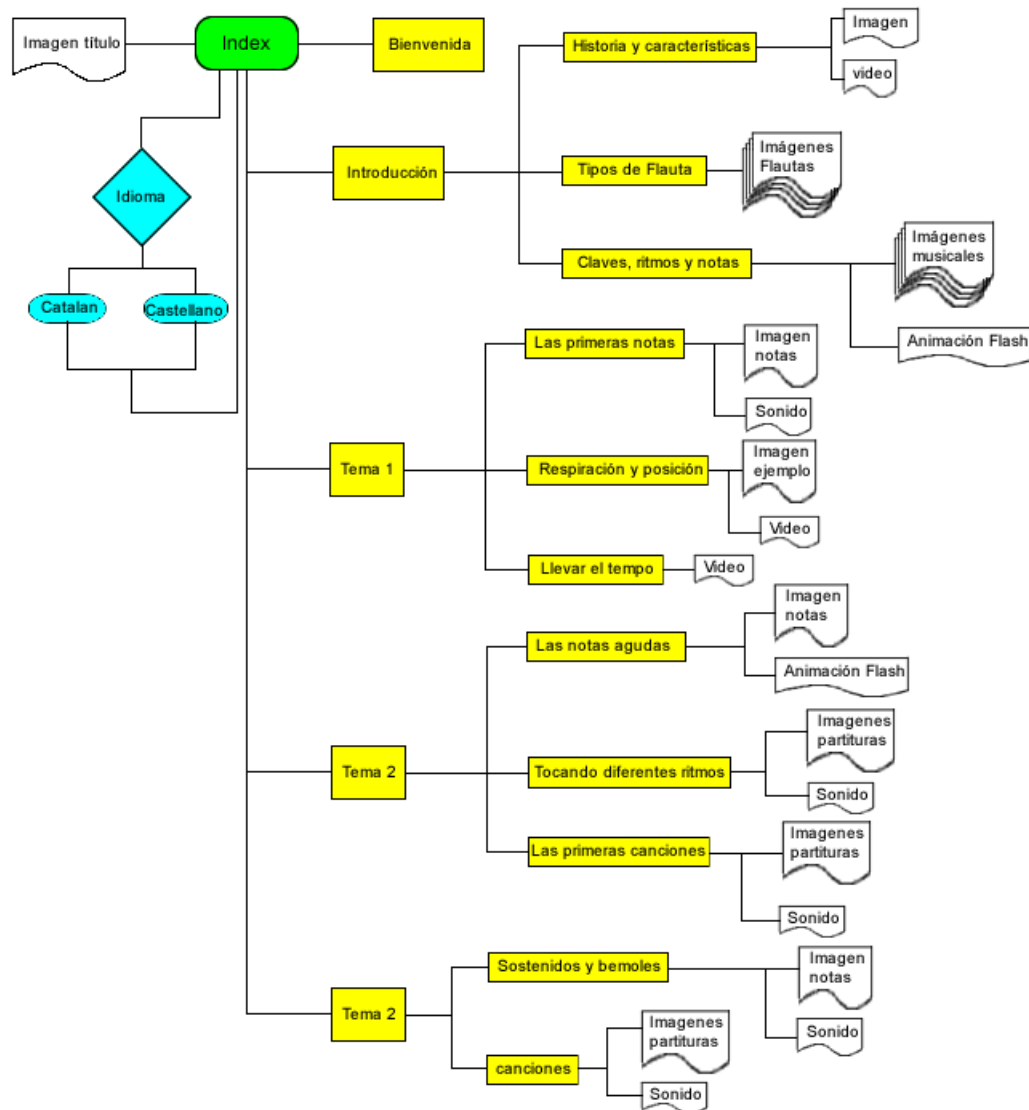 Imagen título
Index
Bienvenida
Idioma
Catalan
Castellano
Introducción
Historia y características
Imagen
video
Tipos de Flauta
Imágenes
Flautas
Claves, ritmos y notas
Imágenes
musicales
Animación Flash
Tema 1
Las primeras notas
Imagen
notas
Sonido
Respiración y posición
Imagen
ejemplo
Video
Llevar el tempo
Video
Tema 2
Las notas agudas
Imagen
notas
Animación Flash
Tocando diferentes ritmos
Imagenes
partituras
Sonido
Las primeras canciones
Imagenes
partituras
Sonido
Tema 2
Sostenidos y bemoles
Imagen
notas
Sonido
canciones
Imagenes
partituras
Sonido